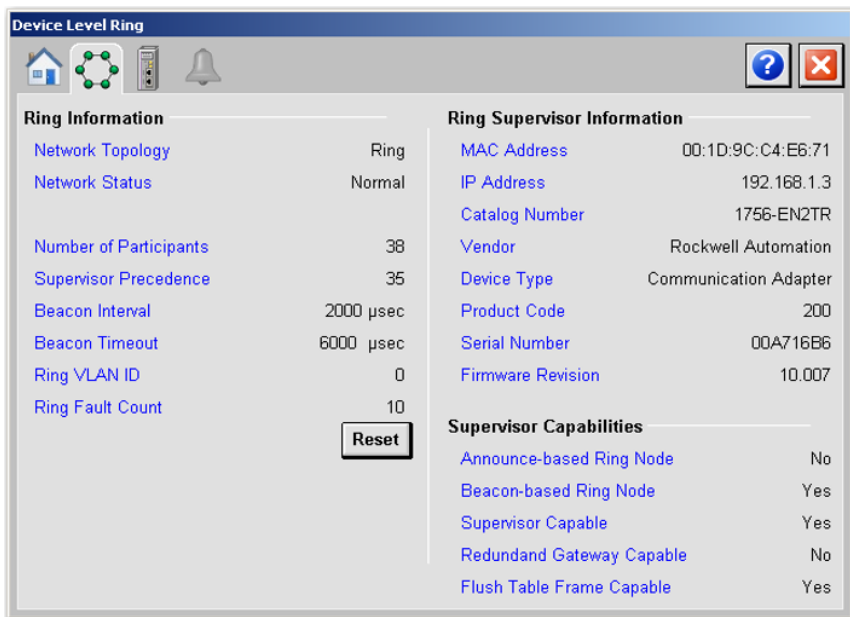 Device Level Ring
?
Ring Information
Network Topology Ring
Network Status Normal
Number of Participants 38
Supervisor Precedence 35
Beacon Interval 2000 µsec
Beacon Timeout 6000 µsec
Ring VLAN ID 0
Ring Fault Count 10
Reset
Ring Supervisor Information
MAC Address 00:1D:9C:C4:E6:71
IP Address 192.168.1.3
Catalog Number 1756-EN2TR
Vendor Rockwell Automation
Device Type Communication Adapter
Product Code 200
Serial Number 00A716B6
Firmware Revision 10.007
Supervisor Capabilities
Announce-based Ring Node No
Beacon-based Ring Node Yes
Supervisor Capable Yes
Redundand Gateway Capable No
Flush Table Frame Capable Yes